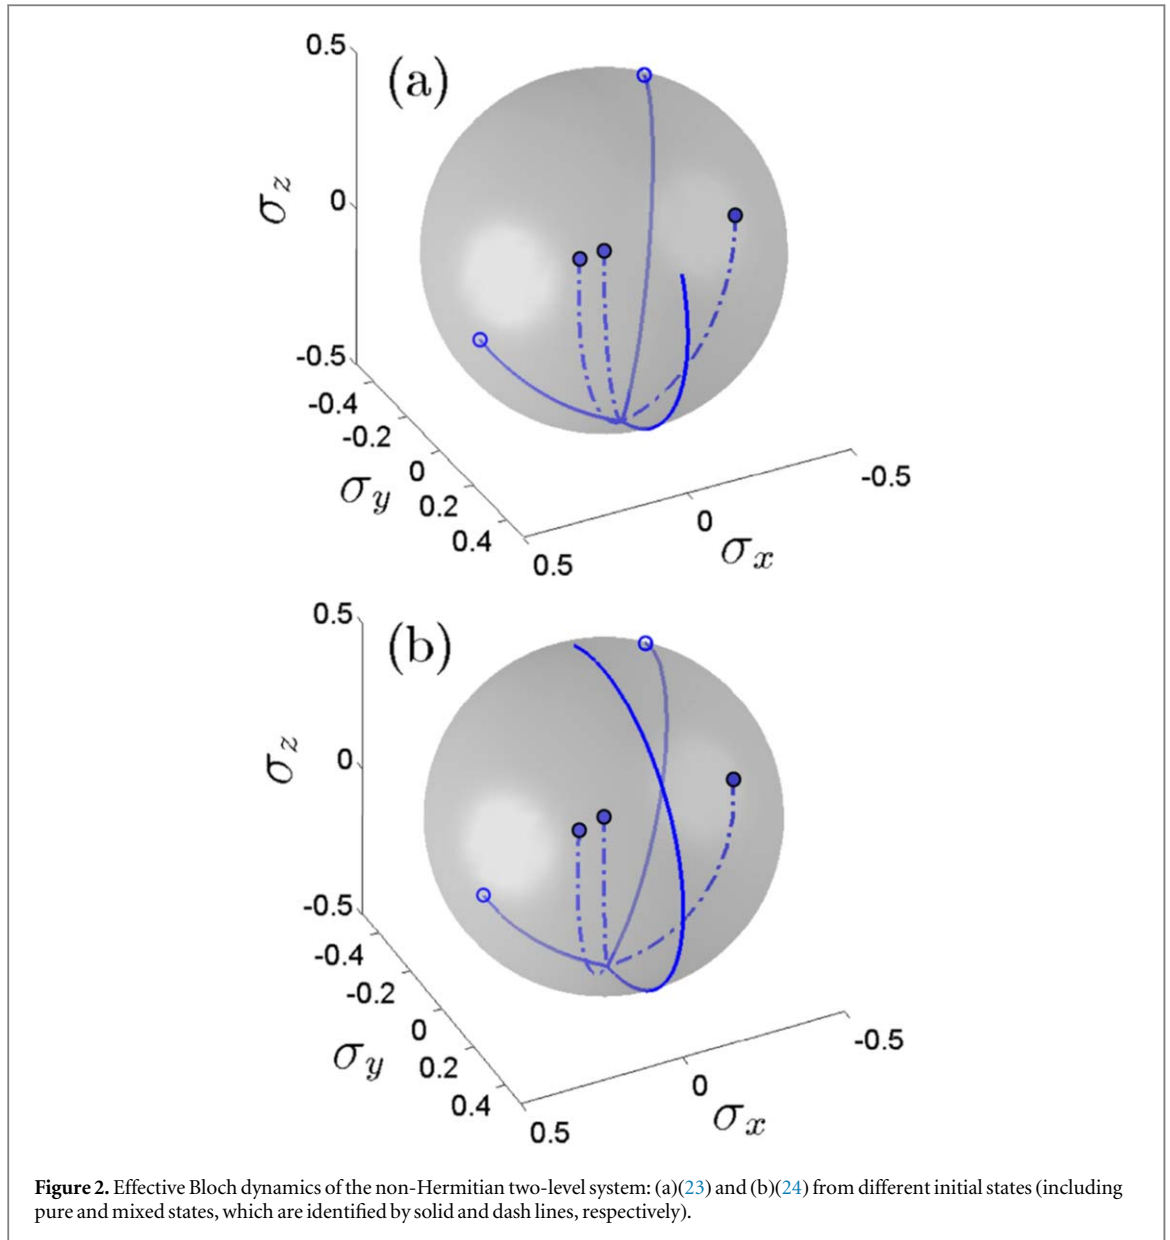 (a)
0.5
0
-0.5
σz
-0.4
-0.2
0
0.2
0.4
σy
0.5
0
-0.5
σx
(b)
0.5
0
-0.5
σz
-0.4
-0.2
0
0.2
0.4
σy
0.5
0
-0.5
σx
Figure 2. Effective Bloch dynamics of the non-Hermitian two-level system: (a)(23) and (b)(24) from different initial states (including
pure and mixed states, which are identified by solid and dash lines, respectively).